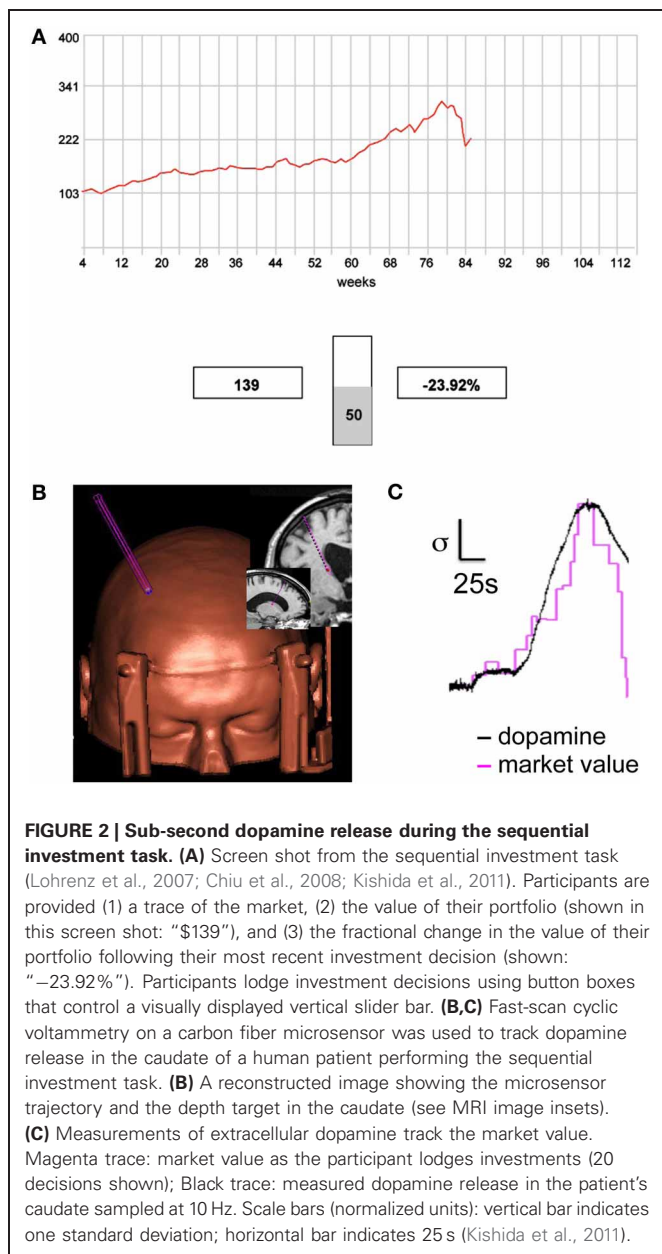 A
400
341
222
103
4 12 20 28 36 44 52 60 68 76 84 92 96 104 112
weeks
139
50
-23.92%
B
C
σ
25s
– dopamine
– market value
FIGURE 2 | Sub-second dopamine release during the sequential
investment task. (A) Screen shot from the sequential investment task
(Lohrenz et al., 2007; Chiu et al., 2008; Kishida et al., 2011). Participants are
provided (1) a trace of the market, (2) the value of their portfolio (shown in
this screen shot: “$139”), and (3) the fractional change in the value of their
portfolio following their most recent investment decision (shown:
“−23.92%”). Participants lodge investment decisions using button boxes
that control a visually displayed vertical slider bar. (B,C) Fast-scan cyclic
voltammetry on a carbon fiber microsensor was used to track dopamine
release in the caudate of a human patient performing the sequential
investment task. (B) A reconstructed image showing the microsensor
trajectory and the depth target in the caudate (see MRI image insets).
(C) Measurements of extracellular dopamine track the market value.
Magenta trace: market value as the participant lodges investments (20
decisions shown); Black trace: measured dopamine release in the patient’s
caudate sampled at 10 Hz. Scale bars (normalized units): vertical bar indicates
one standard deviation; horizontal bar indicates 25 s (Kishida et al., 2011).